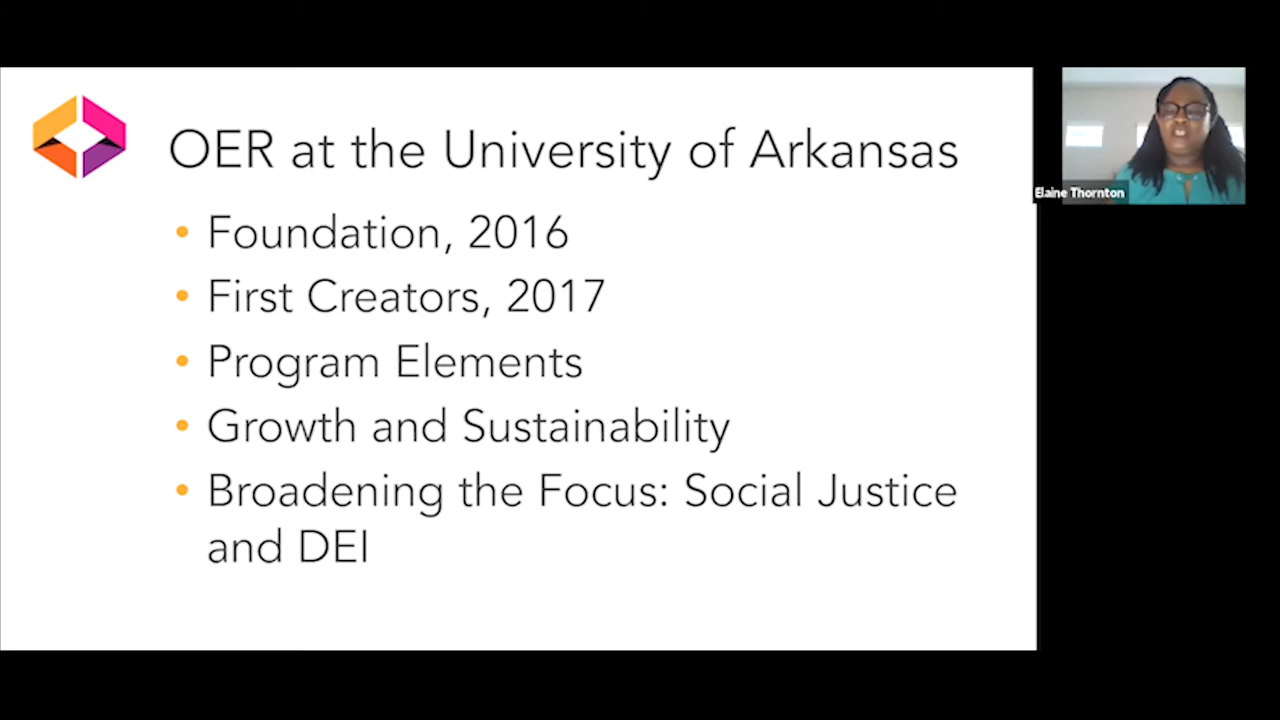 OER at the University of Arkansas
• Foundation, 2016
• First Creators, 2017
• Program Elements
• Growth and Sustainability
• Broadening the Focus: Social Justice
and DEI
Elaine Thornton